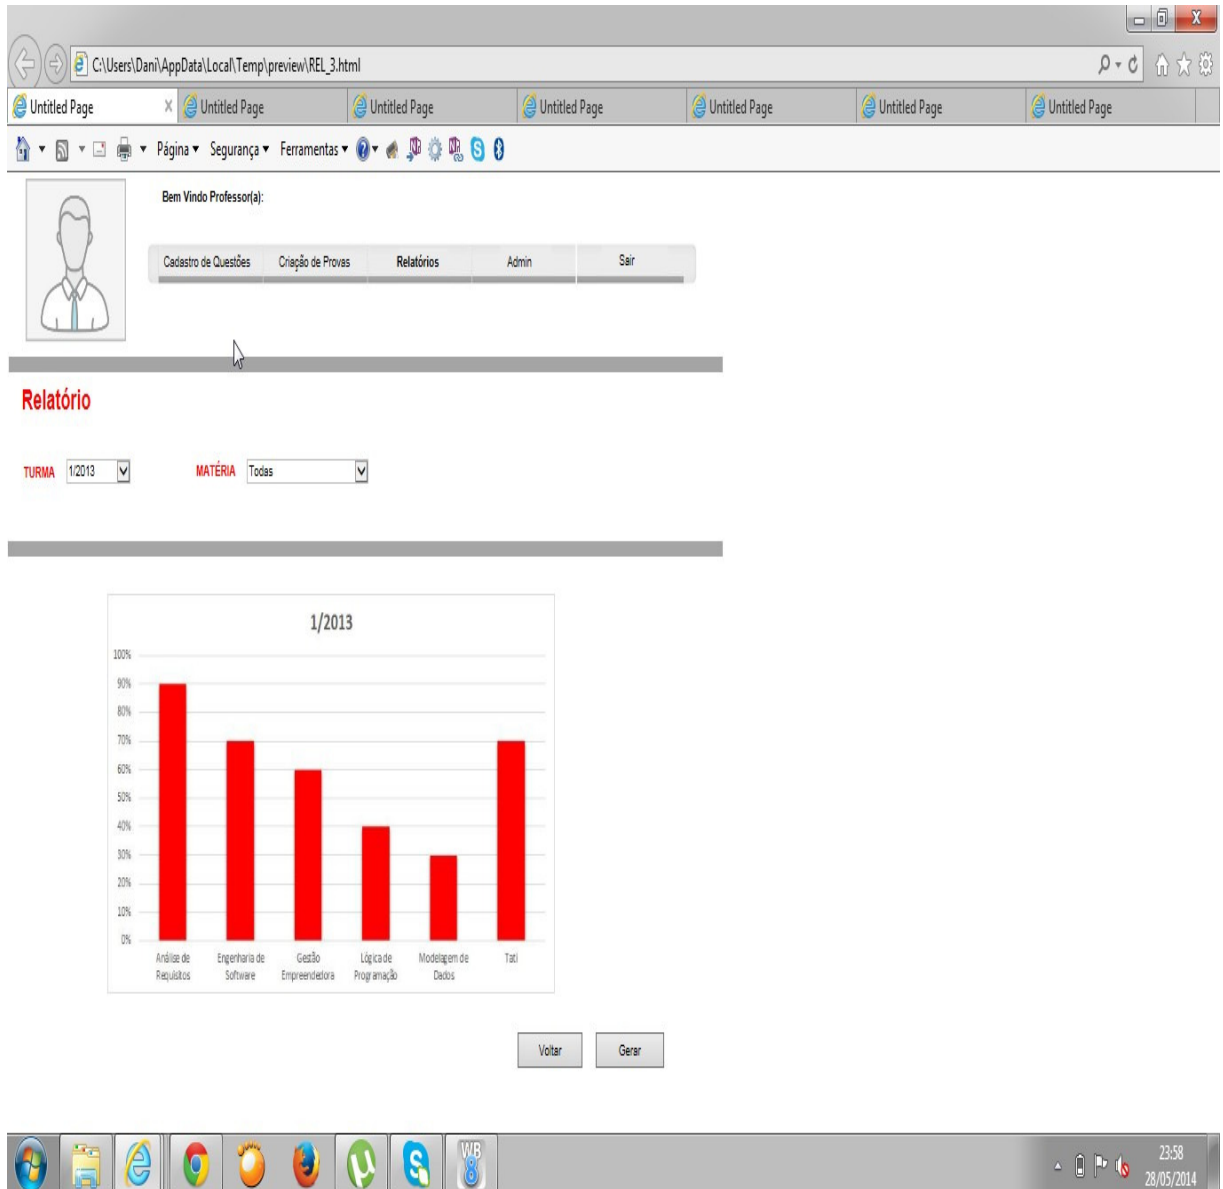 C:\Users\Dani\AppData\Local\Temp\preview\REL_3.html
Untitled Page Untitled Page Untitled Page Untitled Page Untitled Page Untitled Page Untitled Page
Página Segurança Ferramentas
Bem Vindo Professor(a):
Cadastro de Questões Criação de Provas Relatórios Admin Sair
Relatório
TURMA 1/2013 MATÉRIA Todas
1/2013
100%
90%
80%
70%
60%
50%
40%
30%
20%
10%
0%
Análise de Engenharia de Gestão Lógica de Modelagem de Tati
Requisitos Software Empreendedora Programação Dados
Voltar Gerar
WB
8
23:58
28/05/2014